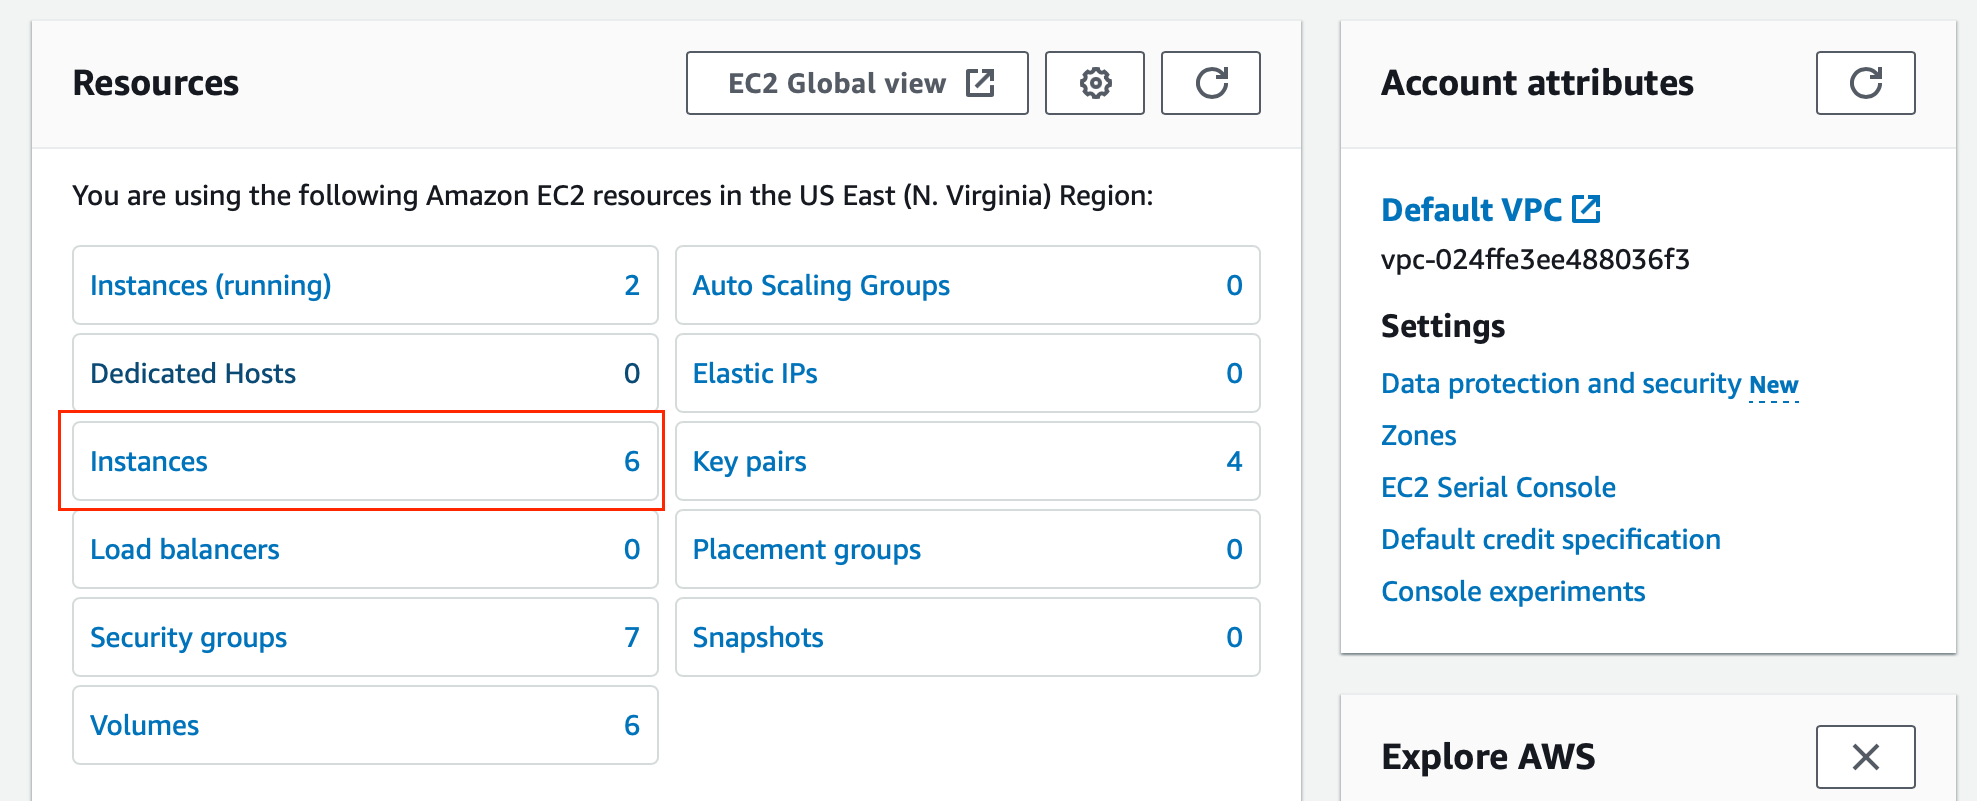 Resources
EC2 Global view
You are using the following Amazon EC2 resources in the US East (N. Virginia) Region:
Instances (running) 2
Auto Scaling Groups 0
Dedicated Hosts 0
Elastic IPs 0
Instances 6
Key pairs 4
Load balancers 0
Placement groups 0
Security groups 7
Snapshots 0
Volumes 6
Account attributes
Default VPC
vpc-024ffe3ee488036f3
Settings
Data protection and security New
Zones
EC2 Serial Console
Default credit specification
Console experiments
Explore AWS